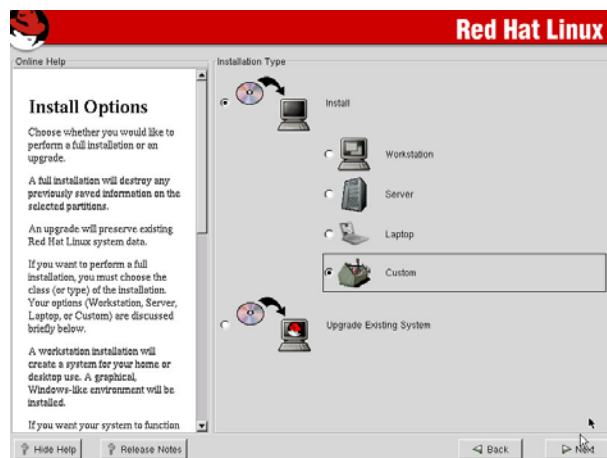 Red Hat Linux
Online Help
Install Options
Choose whether you would like to
perform a full installation or an
upgrade.
A full installation will destroy any
previously saved information on the
selected partitions.
An upgrade will preserve existing
Red Hat Linux system data.
If you want to perform a full
installation, you must choose the
class (or type) of the installation.
Your options (Workstation, Server,
Laptop, or Custom) are discussed
briefly below.
A workstation installation will
create a system for your home or
desktop use. A graphical,
Windows-like environment will be
installed.
If you want your system to function
Installation Type
Install
Workstation
Server
Laptop
Custom
Upgrade Existing System
Hide Help
Release Notes
Back
Next